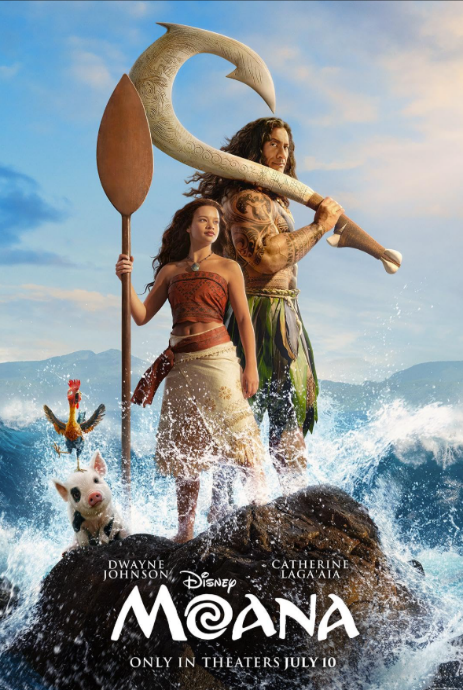 DWAYNE
JOHNSON
CATHERINE
LAGA'AIA
Disney
MOANA
ONLY IN THEATERS JULY 10